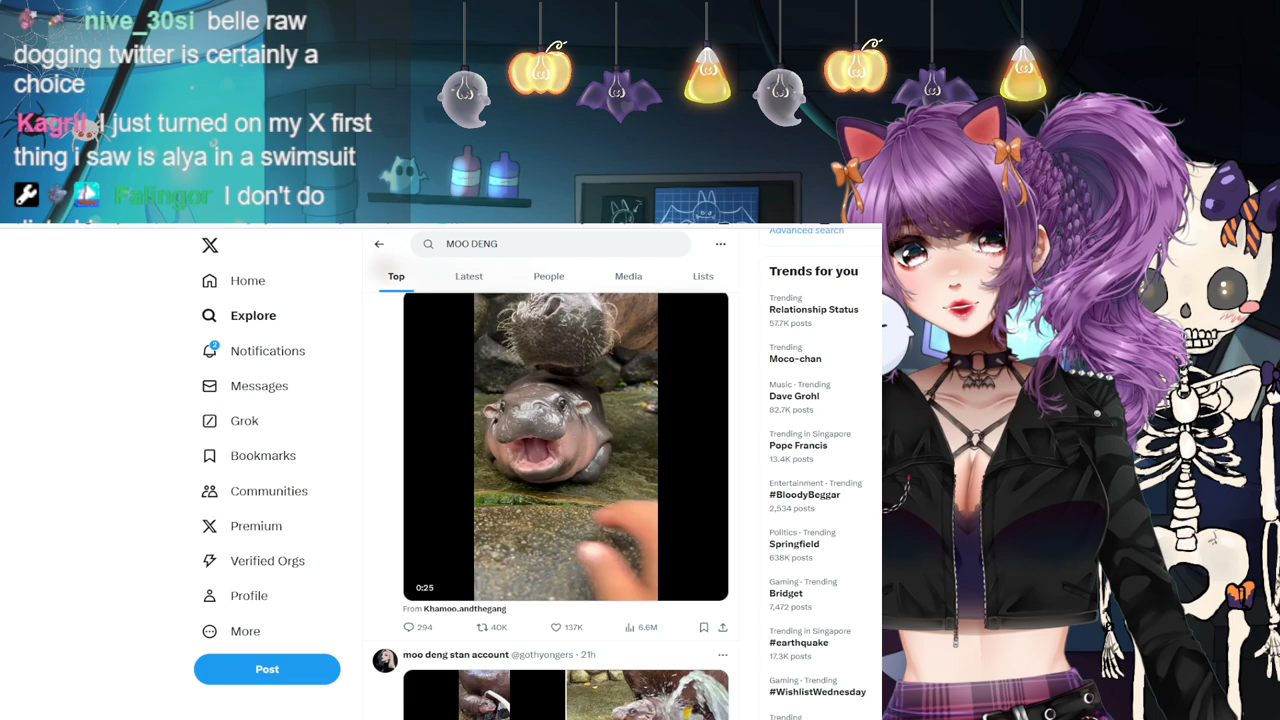 nive_30si belle raw
dogging twitter is certainly a
choice
Kagril I just turned on my X first
thing i saw is alya in a swimsuit
Falingor I don't do
Home
Explore
2
Notifications
Messages
Grok
Bookmarks
Communities
Premium
Verified Orgs
Profile
More
Post
MOO DENG
Top
Latest
People
Media
Lists
0:25
From Khamoo.andthegang
294
40K
137K
6.6M
moo deng stan account @gothyongers · 21h
Advanced search
Trends for you
Trending
Relationship Status
57.7K posts
Trending
Moco-chan
Music · Trending
Dave Grohl
82.7K posts
Trending in Singapore
Pope Francis
13.4K posts
Entertainment · Trending
#BloodyBeggar
2,534 posts
Politics · Trending
Springfield
638K posts
Gaming · Trending
Bridget
7,472 posts
Trending in Singapore
#earthquake
17.3K posts
Gaming · Trending
#WishlistWednesday
Trending